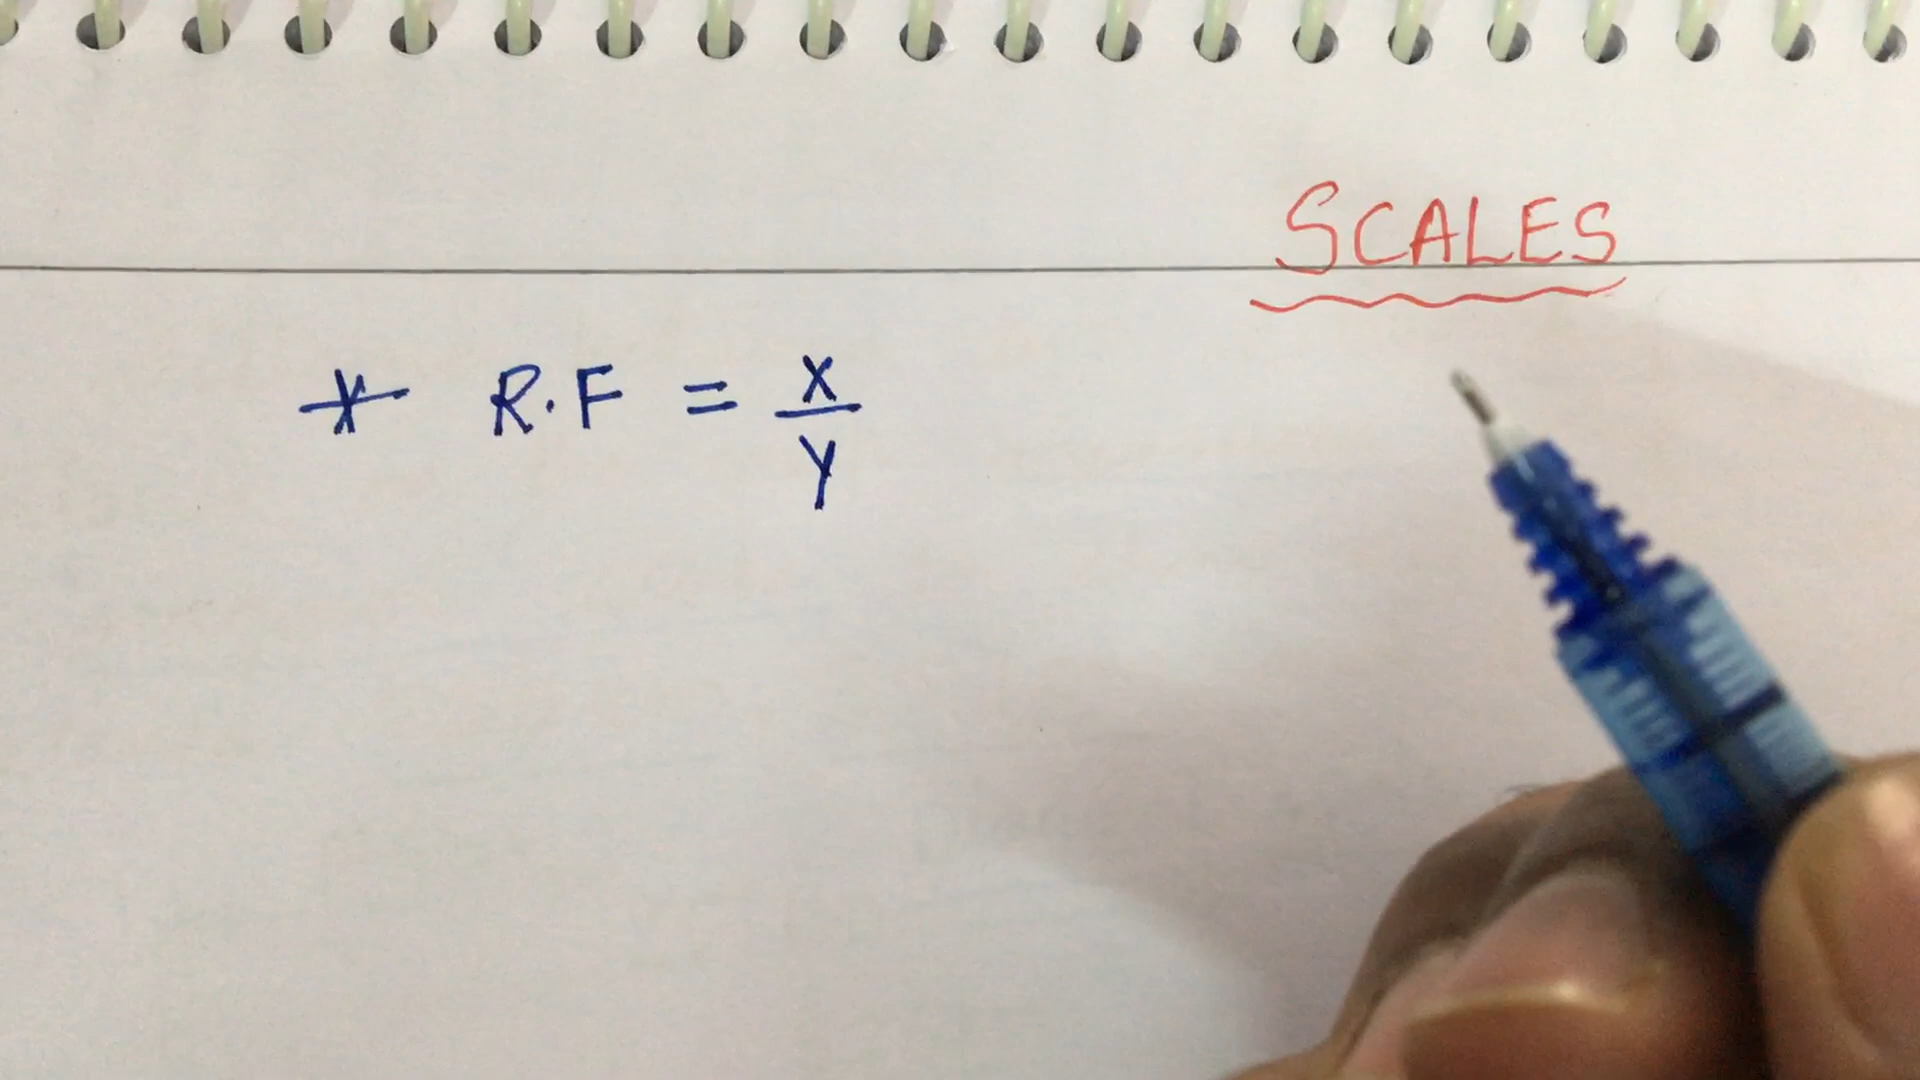 SCALES
* R.F = x/y